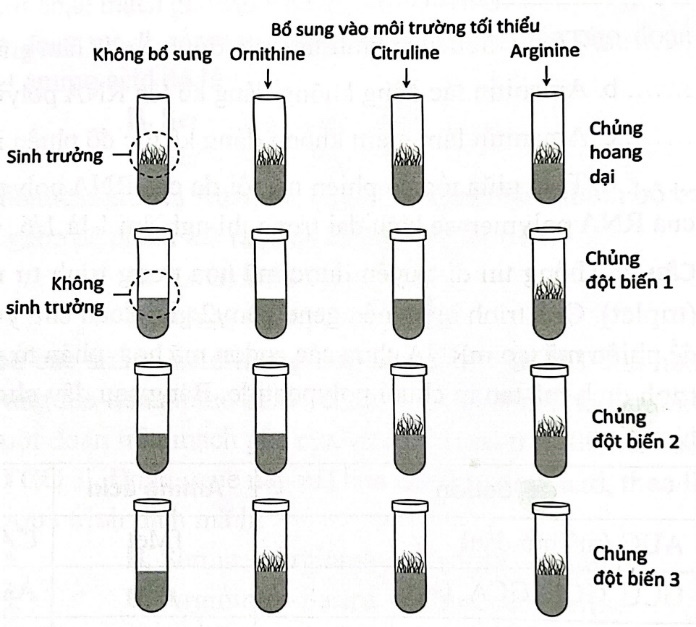 Bổ sung vào môi trường tối thiểu
Không bổ sung Ornithine Citruline Arginine
Sinh trưởng
Chủng
hoang
dại
Không
sinh trưởng
Chủng
đột biến 1
Chủng
đột biến 2
Chủng
đột biến 3